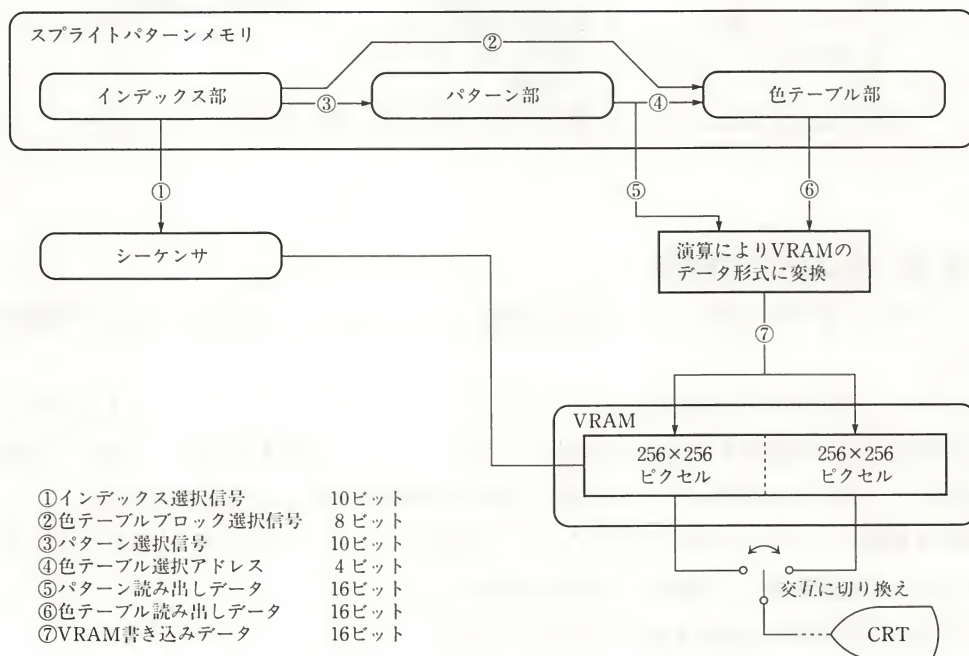 スプライトパターンメモリ
②
インデックス部
③
パターン部
④
色テーブル部
①
⑤
⑥
シーケンサ
演算によりVRAMの
データ形式に変換
⑦
VRAM
256×256
ピクセル
256×256
ピクセル
①インデックス選択信号 10ビット
②色テーブルブロック選択信号 8ビット
③パターン選択信号 10ビット
④色テーブル選択アドレス 4ビット
⑤パターン読み出しデータ 16ビット
⑥色テーブル読み出しデータ 16ビット
⑦VRAM書き込みデータ 16ビット
交互に切り換え
CRT